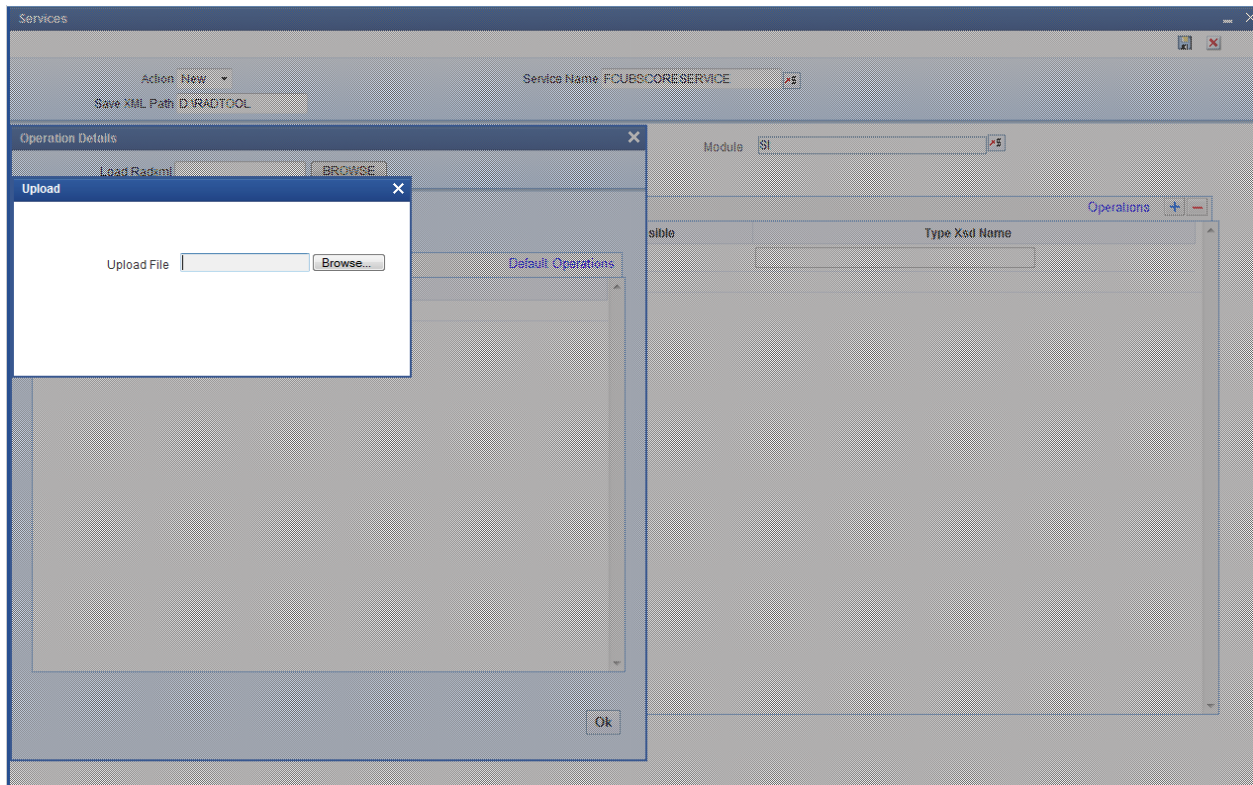 Services
Action New
Service Name FCUBSCORESERVICE
Save XML Path D:\RADTOOL
Operation Details
Module SI
Load Radxml BROWSE
Upload
Operations
sible Type Xsd Name
Upload File Browse...
Default Operations
Ok